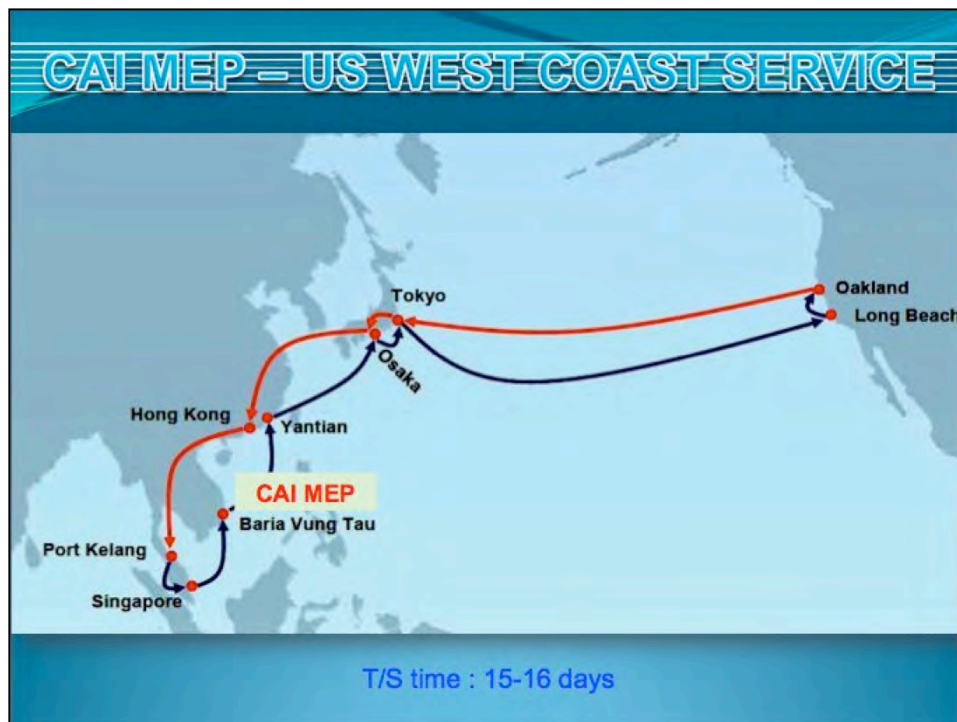 CAI MEP – US WEST COAST SERVICE
Tokyo
Oakland
Long Beach
Osaka
Hong Kong
Yantian
CAI MEP
Baria Vung Tau
Port Kelang
Singapore
T/S time : 15-16 days